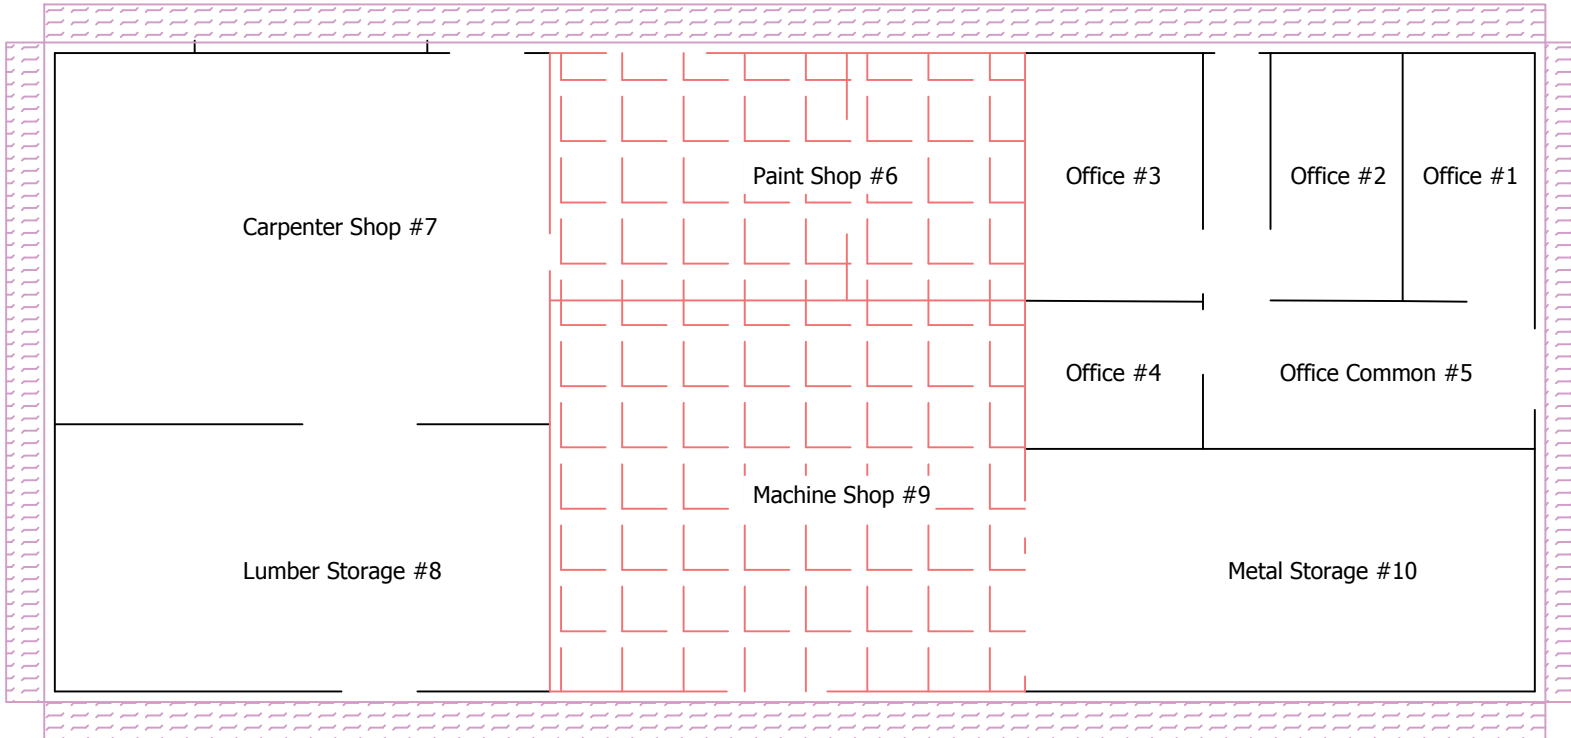 Paint Shop #6
Office #3
Office #2
Office #1
Carpenter Shop #7
Office #4
Office Common #5
Machine Shop #9
Lumber Storage #8
Metal Storage #10